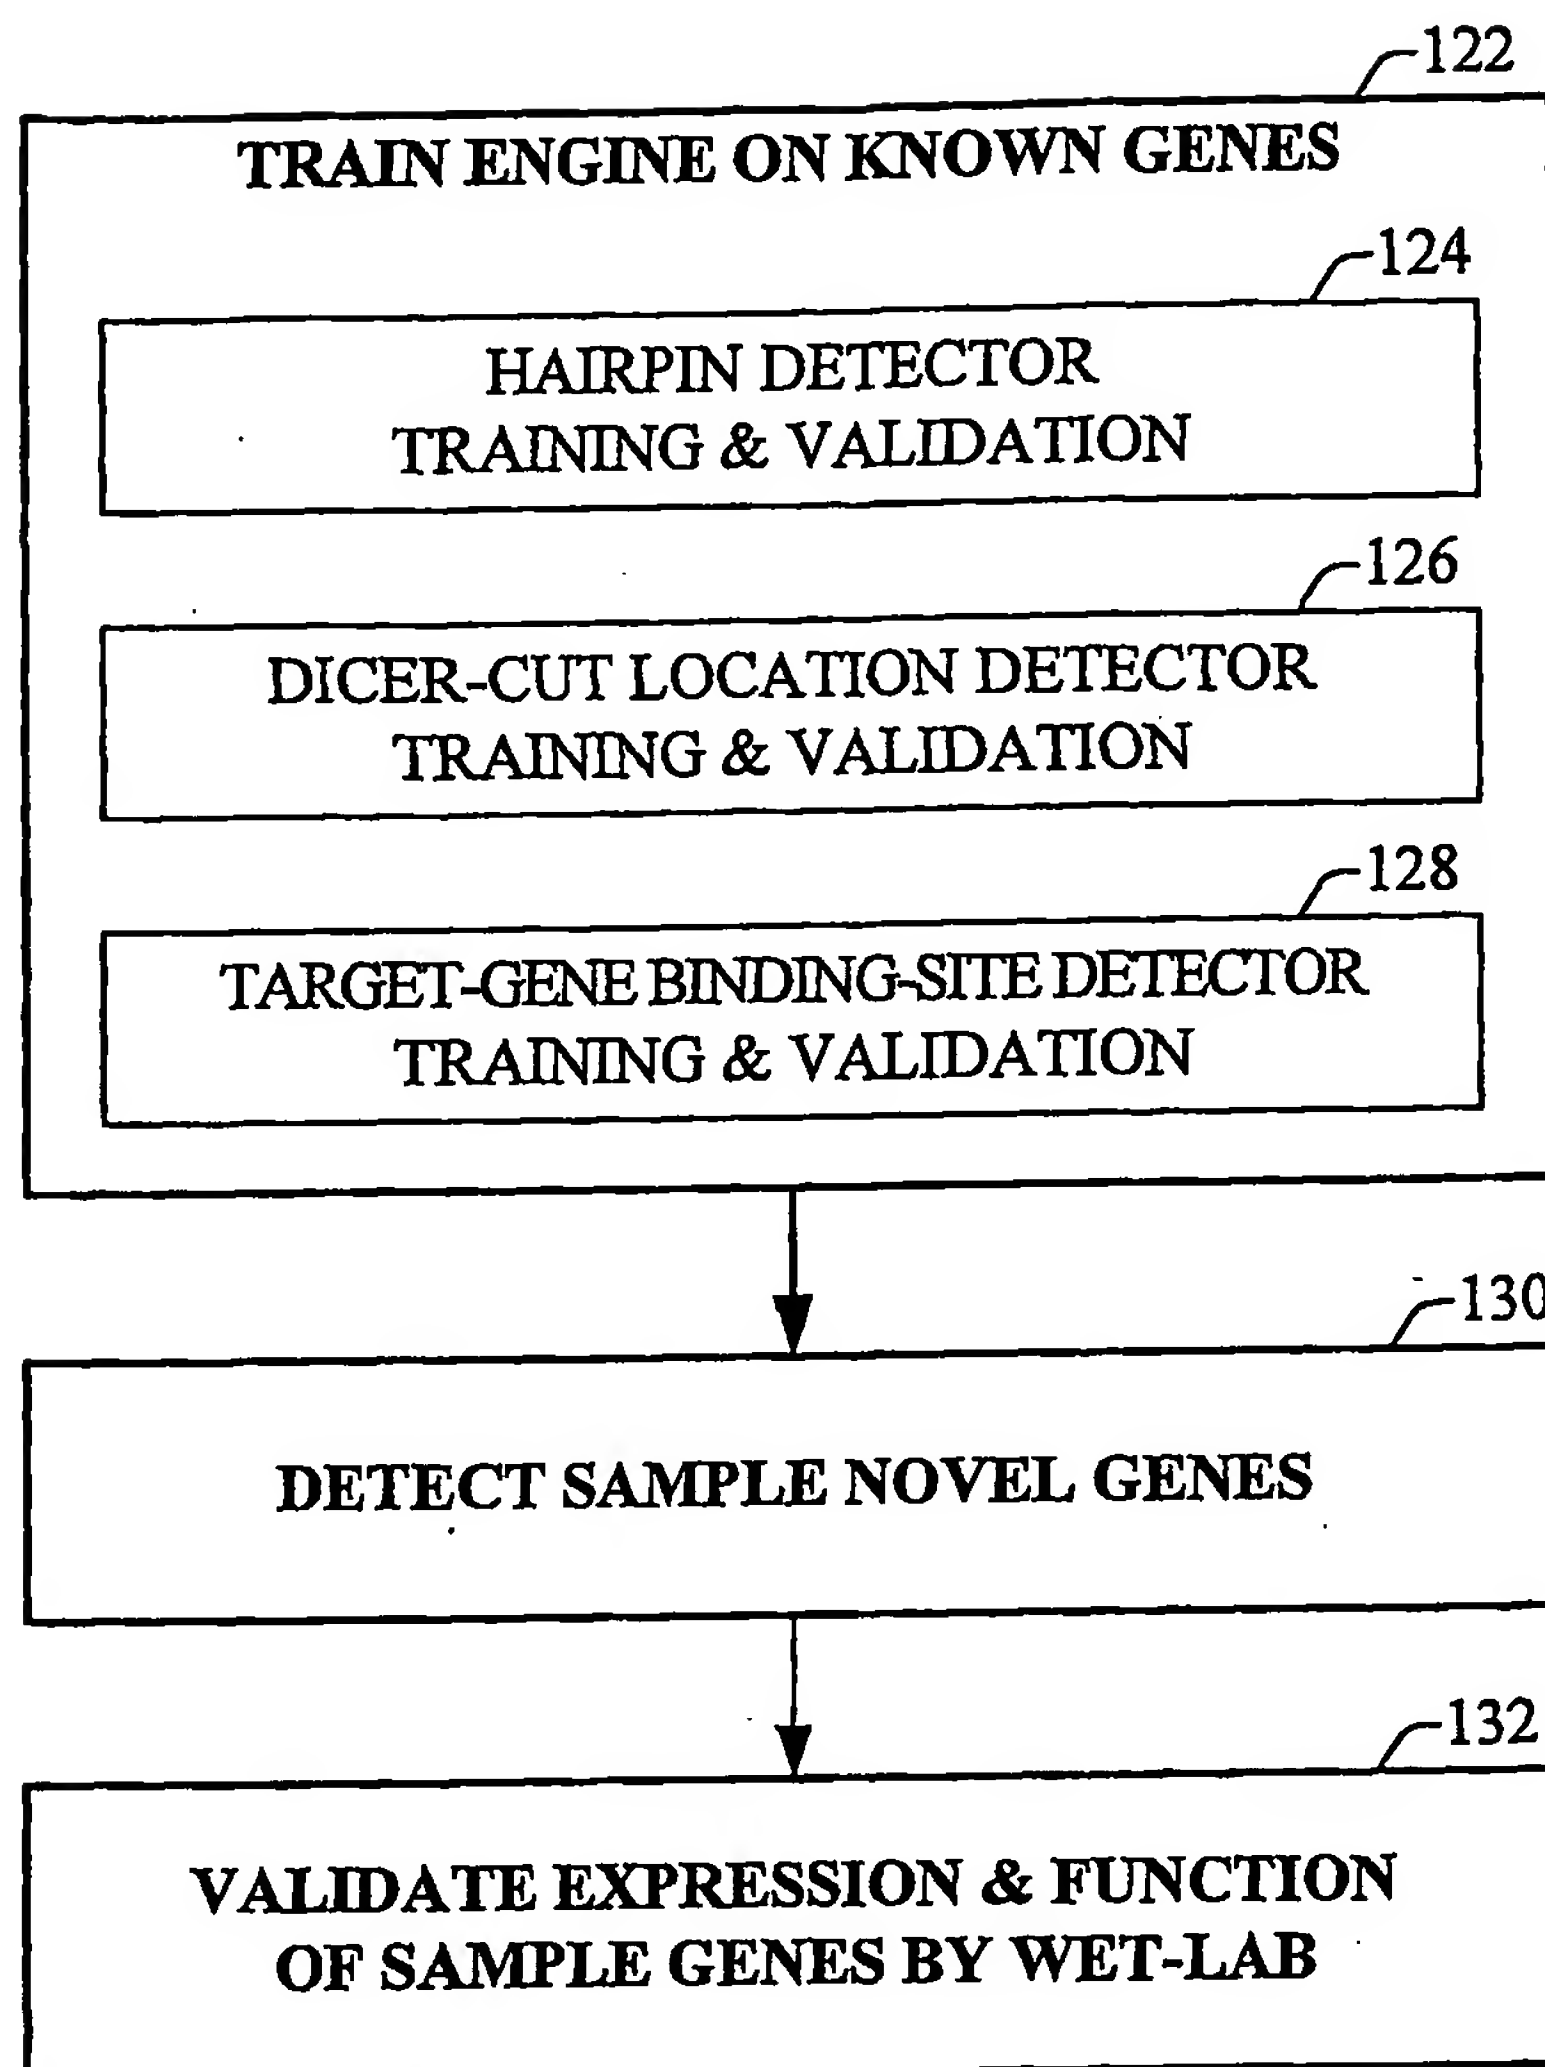 122
TRAIN ENGINE ON KNOWN GENES
124
HAIRPIN DETECTOR
TRAINING & VALIDATION
126
DICER-CUT LOCATION DETECTOR
TRAINING & VALIDATION
128
TARGET-GENE BINDING-SITE DETECTOR
TRAINING & VALIDATION
130
DETECT SAMPLE NOVEL GENES
132
VALIDATE EXPRESSION & FUNCTION
OF SAMPLE GENES BY WET-LAB